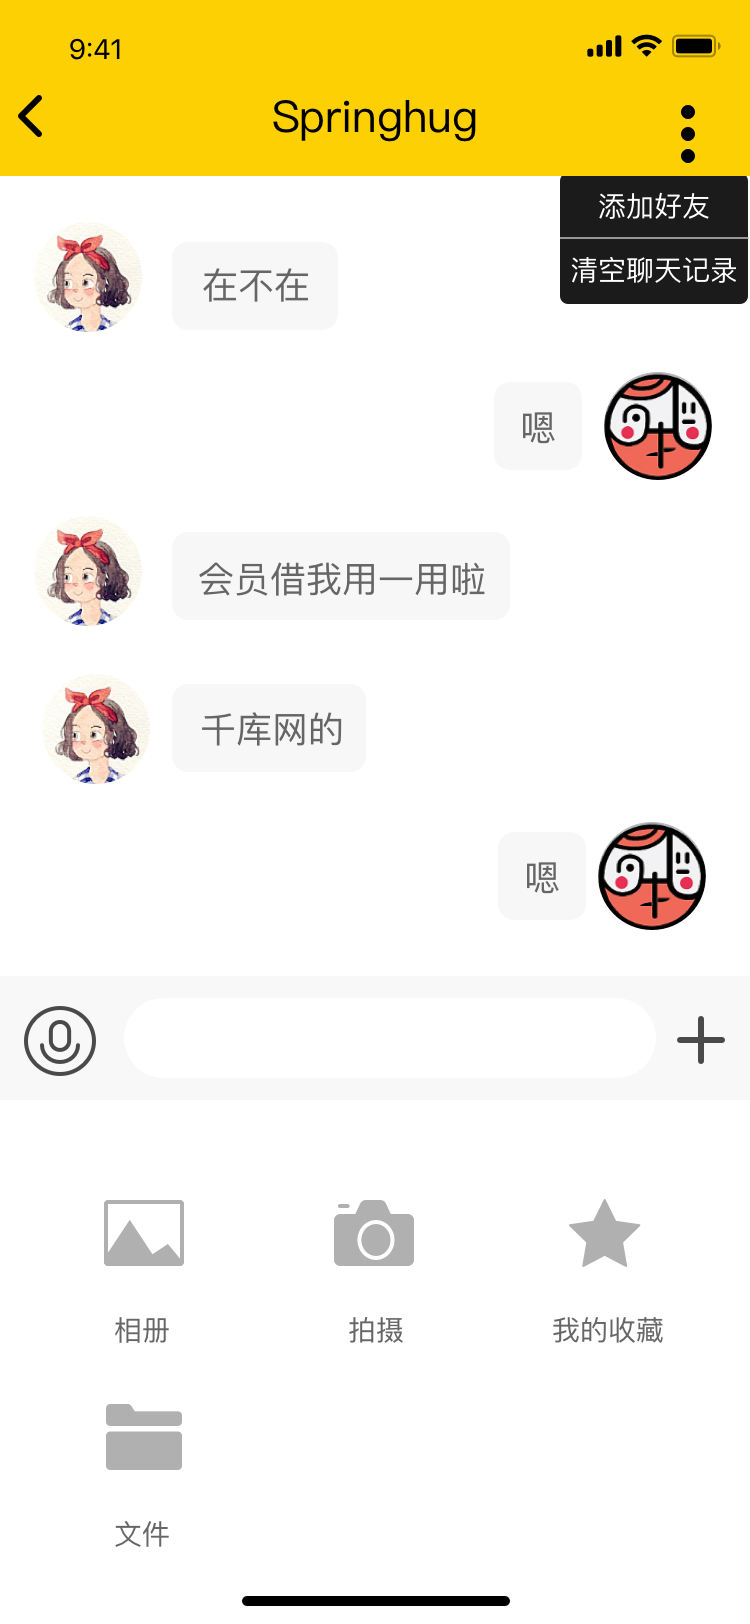 9:41
Springhug
添加好友
清空聊天记录
在不在
嗯
会员借我用一用啦
千库网的
嗯
相册
拍摄
我的收藏
文件